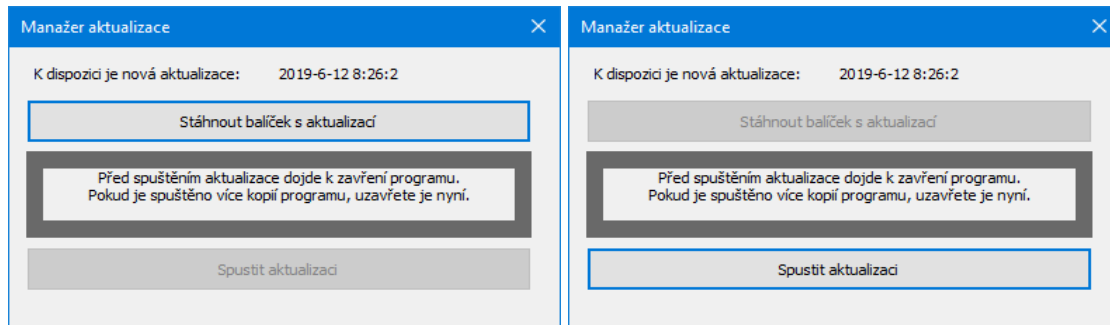 Manažer aktualizace
K dispozici je nová aktualizace: 2019-6-12 8:26:2
Stáhnout balíček s aktualizací
Před spuštěním aktualizace dojde k zavření programu.
Pokud je spuštěno více kopií programu, uzavřete je nyní.
Spustit aktualizaci
Manažer aktualizace
K dispozici je nová aktualizace: 2019-6-12 8:26:2
Stáhnout balíček s aktualizací
Před spuštěním aktualizace dojde k zavření programu.
Pokud je spuštěno více kopií programu, uzavřete je nyní.
Spustit aktualizaci